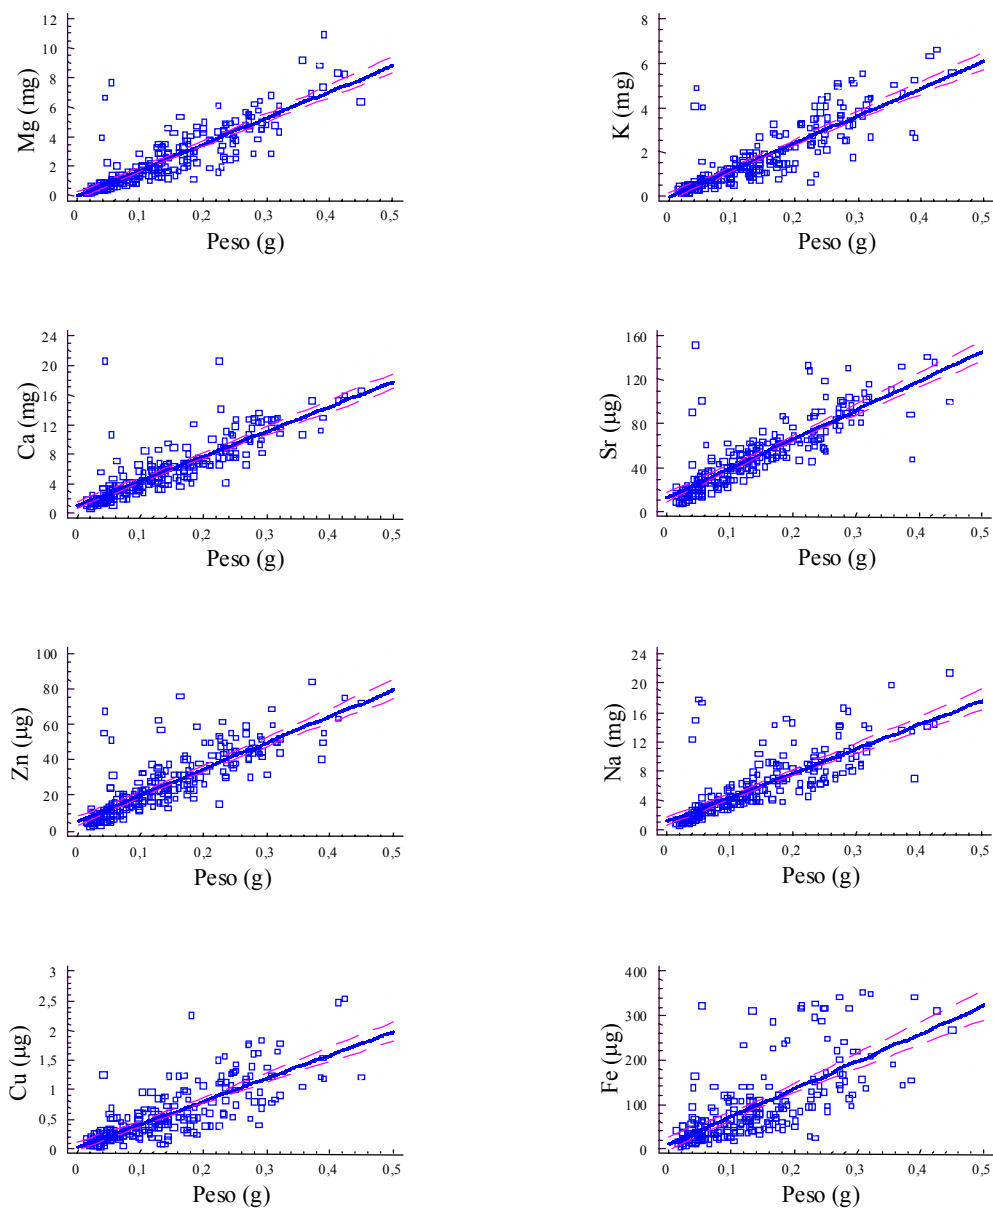 12
10
8
6
4
2
0
Mg (mg)
0 0,1 0,2 0,3 0,4 0,5
Peso (g)
8
6
4
2
0
K (mg)
0 0,1 0,2 0,3 0,4 0,5
Peso (g)
24
20
16
12
8
4
0
Ca (mg)
0 0,1 0,2 0,3 0,4 0,5
Peso (g)
160
120
80
40
0
Sr (µg)
0 0,1 0,2 0,3 0,4 0,5
Peso (g)
100
80
60
40
20
0
Zn (µg)
0 0,1 0,2 0,3 0,4 0,5
Peso (g)
24
20
16
12
8
4
0
Na (mg)
0 0,1 0,2 0,3 0,4 0,5
Peso (g)
3
2,5
2
1,5
1
0,5
0
Cu (µg)
0 0,1 0,2 0,3 0,4 0,5
Peso (g)
400
300
200
100
0
Fe (µg)
0 0,1 0,2 0,3 0,4 0,5
Peso (g)